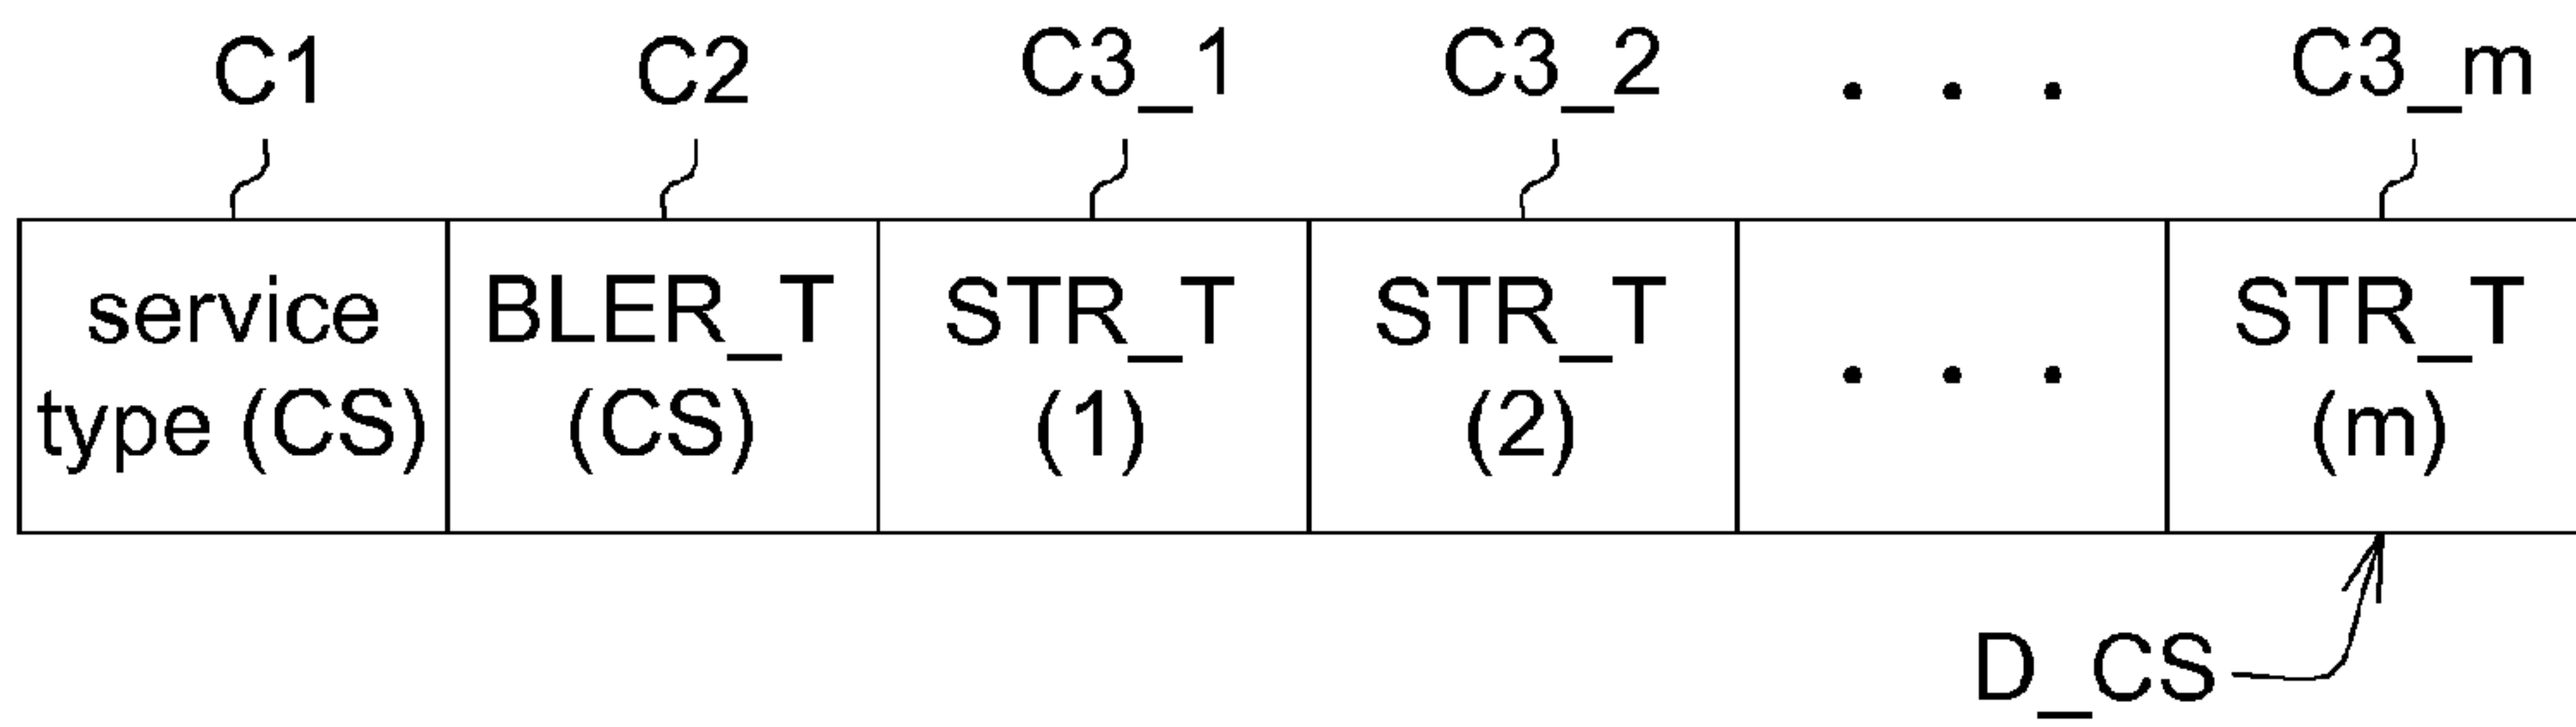 C1 C2 C3_1 C3_2 . . . C3_m
service BLER_T STR_T STR_T . . . STR_T
type (CS) (CS) (1) (2) (m)
D_CS